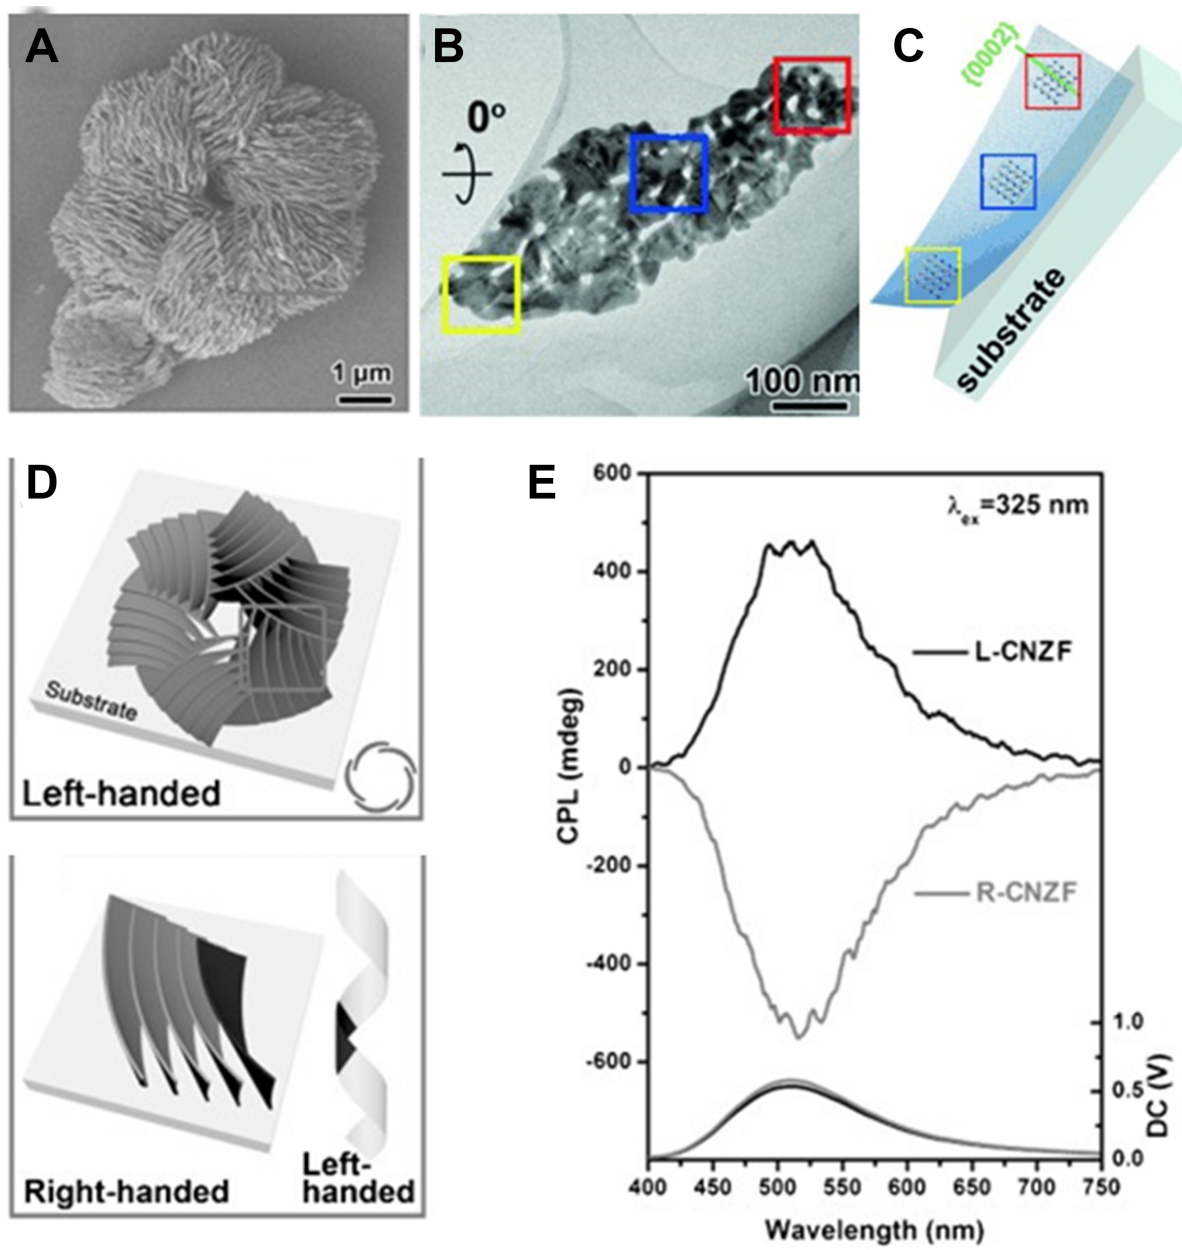 A
1 μm
B
0º
100 nm
C
{0002}
substrate
D
Substrate
Left-handed
Right-handed
Left-
handed
E
λex=325 nm
L-CNZF
R-CNZF
CPL (mdeg)
600
400
200
0
-200
-400
-600
1.0
0.5
0.0
DC (V)
400 450 500 550 600 650 700 750
Wavelength (nm)